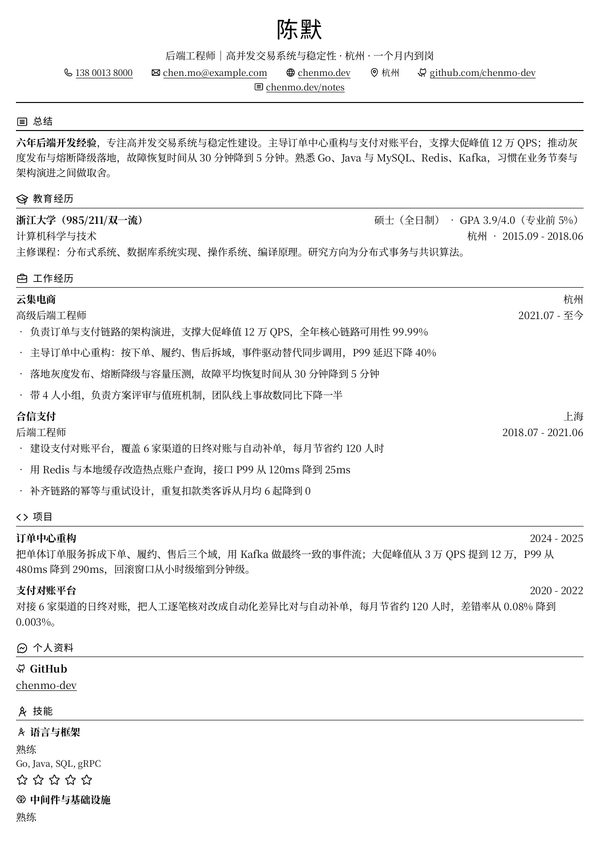 陈默
后端工程师｜高并发交易系统与稳定性 · 杭州 · 一个月内到岗
138 0013 8000 chen.mo@example.com chenmo.dev 杭州 github.com/chenmo-dev
chenmo.dev/notes
总结
六年后端开发经验，专注高并发交易系统与稳定性建设。主导订单中心重构与支付对账平台，支撑大促峰值 12 万 QPS；推动灰
度发布与熔断降级落地，故障恢复时间从 30 分钟降到 5 分钟。熟悉 Go、Java 与 MySQL、Redis、Kafka，习惯在业务节奏与
架构演进之间做取舍。
教育经历
浙江大学（985/211/双一流） 硕士（全日制） · GPA 3.9/4.0（专业前 5%）
计算机科学与技术 杭州 · 2015.09 - 2018.06
主修课程：分布式系统、数据库系统实现、操作系统、编译原理。研究方向为分布式事务与共识算法。
工作经历
云集电商 杭州
高级后端工程师 2021.07 - 至今
· 负责订单与支付链路的架构演进，支撑大促峰值 12 万 QPS，全年核心链路可用性 99.99%
· 主导订单中心重构：按下单、履约、售后拆域，事件驱动替代同步调用，P99 延迟下降 40%
· 落地灰度发布、熔断降级与容量压测，故障平均恢复时间从 30 分钟降到 5 分钟
· 带 4 人小组，负责方案评审与值班机制，团队线上事故数同比下降一半
合信支付 上海
后端工程师 2018.07 - 2021.06
· 建设支付对账平台，覆盖 6 家渠道的日终对账与自动补单，每月节省约 120 人时
· 用 Redis 与本地缓存改造热点账户查询，接口 P99 从 120ms 降到 25ms
· 补齐链路的幂等与重试设计，重复扣款类客诉从月均 6 起降到 0
项目
订单中心重构 2024 - 2025
把单体订单服务拆成下单、履约、售后三个域，用 Kafka 做最终一致的事件流；大促峰值从 3 万 QPS 提到 12 万，P99 从
480ms 降到 290ms，回滚窗口从小时级缩到分钟级。
支付对账平台 2020 - 2022
对接 6 家渠道的日终对账，把人工逐笔核对改成自动化差异比对与自动补单，每月节省约 120 人时，差错率从 0.08% 降到
0.003%。
个人资料
GitHub
chenmo-dev
技能
语言与框架
熟练
Go, Java, SQL, gRPC
中间件与基础设施
熟练